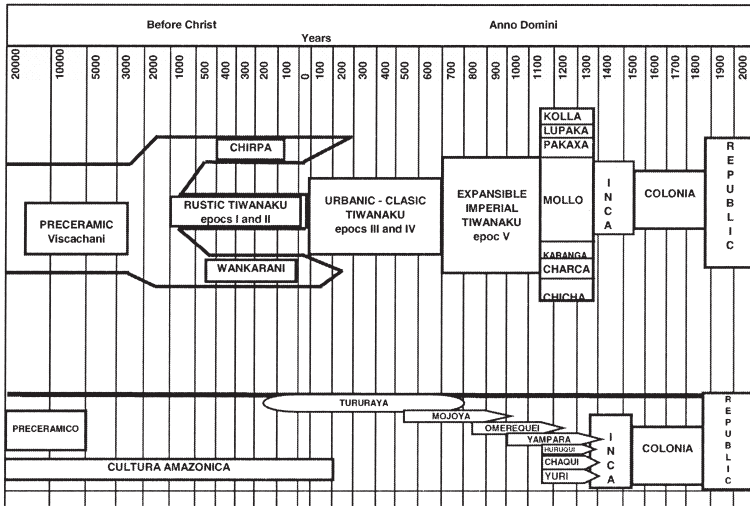 Before Christ
Anno Domini
Years
20000 10000 5000 3000 2000 1000 500 400 300 200 100 0 100 200 300 400 500 600 700 800 900 1000 1100 1200 1300 1400 1500 1600 1700 1800 1900 2000
KOLLA
LUPAKA
PAKAXA
CHIRPA
REPUBLIC
PRECERAMIC
Viscachani
RUSTIC TIWANAKU
epocs I and II
URBANIC - CLASIC
TIWANAKU
epocs III and IV
EXPANSIBLE
IMPERIAL
TIWANAKU
epoc V
MOLLO
INCA
COLONIA
KARANGA
WANKARANI
CHARCA
CHICHA
TURURAYA
MOJOYA
PRECERAMICO
OMEREQUEI
YAMPARA
HURUQUI
CULTURA AMAZONICA
CHAQUI
YURI
INCA
COLONIA
REPUBLIC